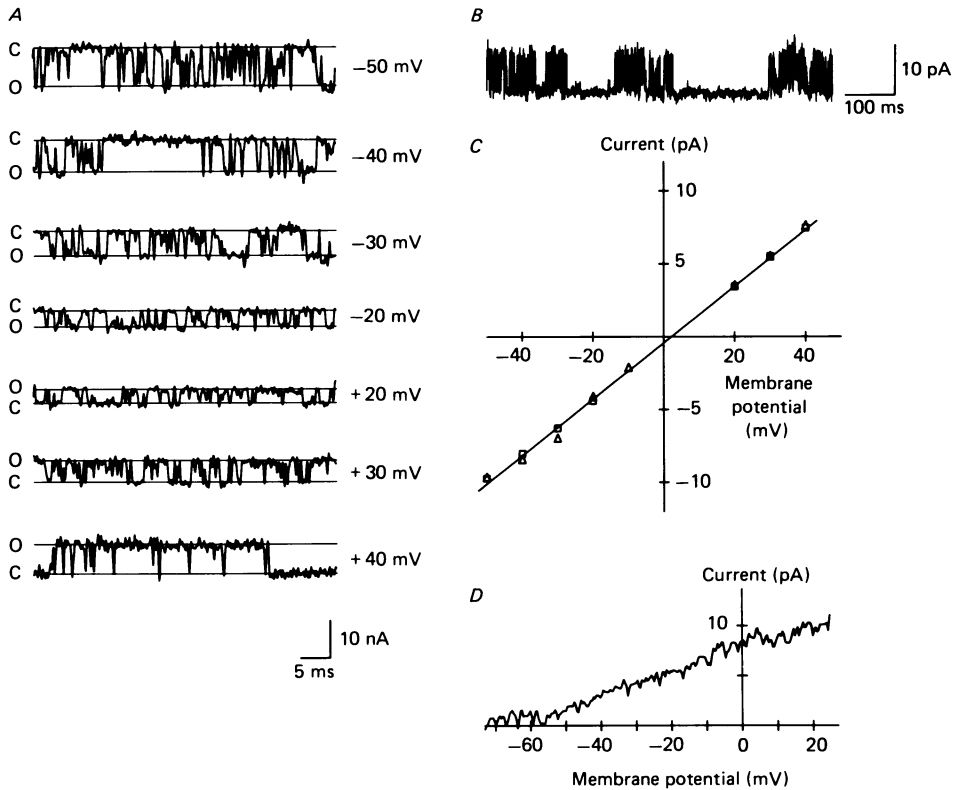 A
C
O
−50 mV
C
O
−40 mV
C
O
−30 mV
C
O
−20 mV
O
C
+20 mV
O
C
+30 mV
O
C
+40 mV
10 nA
5 ms
B
10 pA
100 ms
C
Current (pA)
10
5
−40
−20
20
40
Membrane
potential
(mV)
−5
−10
D
Current (pA)
10
−60
−40
−20
0
20
Membrane potential (mV)